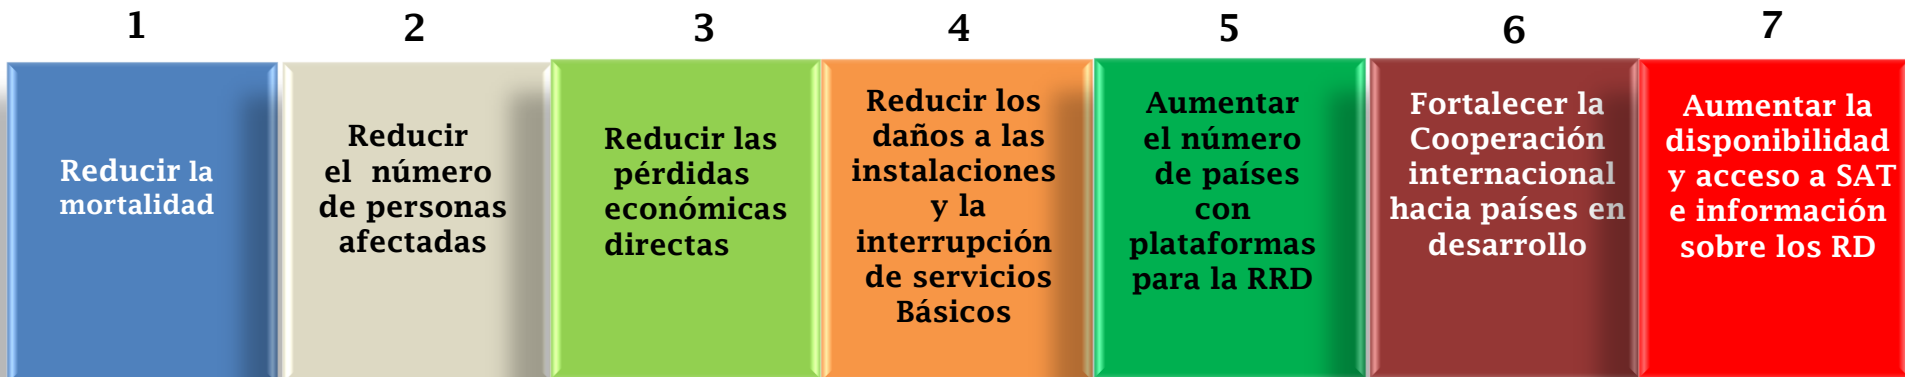 1
Reducir la
mortalidad
2
Reducir
el número
de personas
afectadas
3
Reducir las
pérdidas
económicas
directas
4
Reducir los
daños a las
instalaciones
y la
interrupción
de servicios
Básicos
5
Aumentar
el número
de países
con
plataformas
para la RRD
6
Fortalecer la
Cooperación
internacional
hacia países en
desarrollo
7
Aumentar la
disponibilidad
y acceso a SAT
e información
sobre los RD